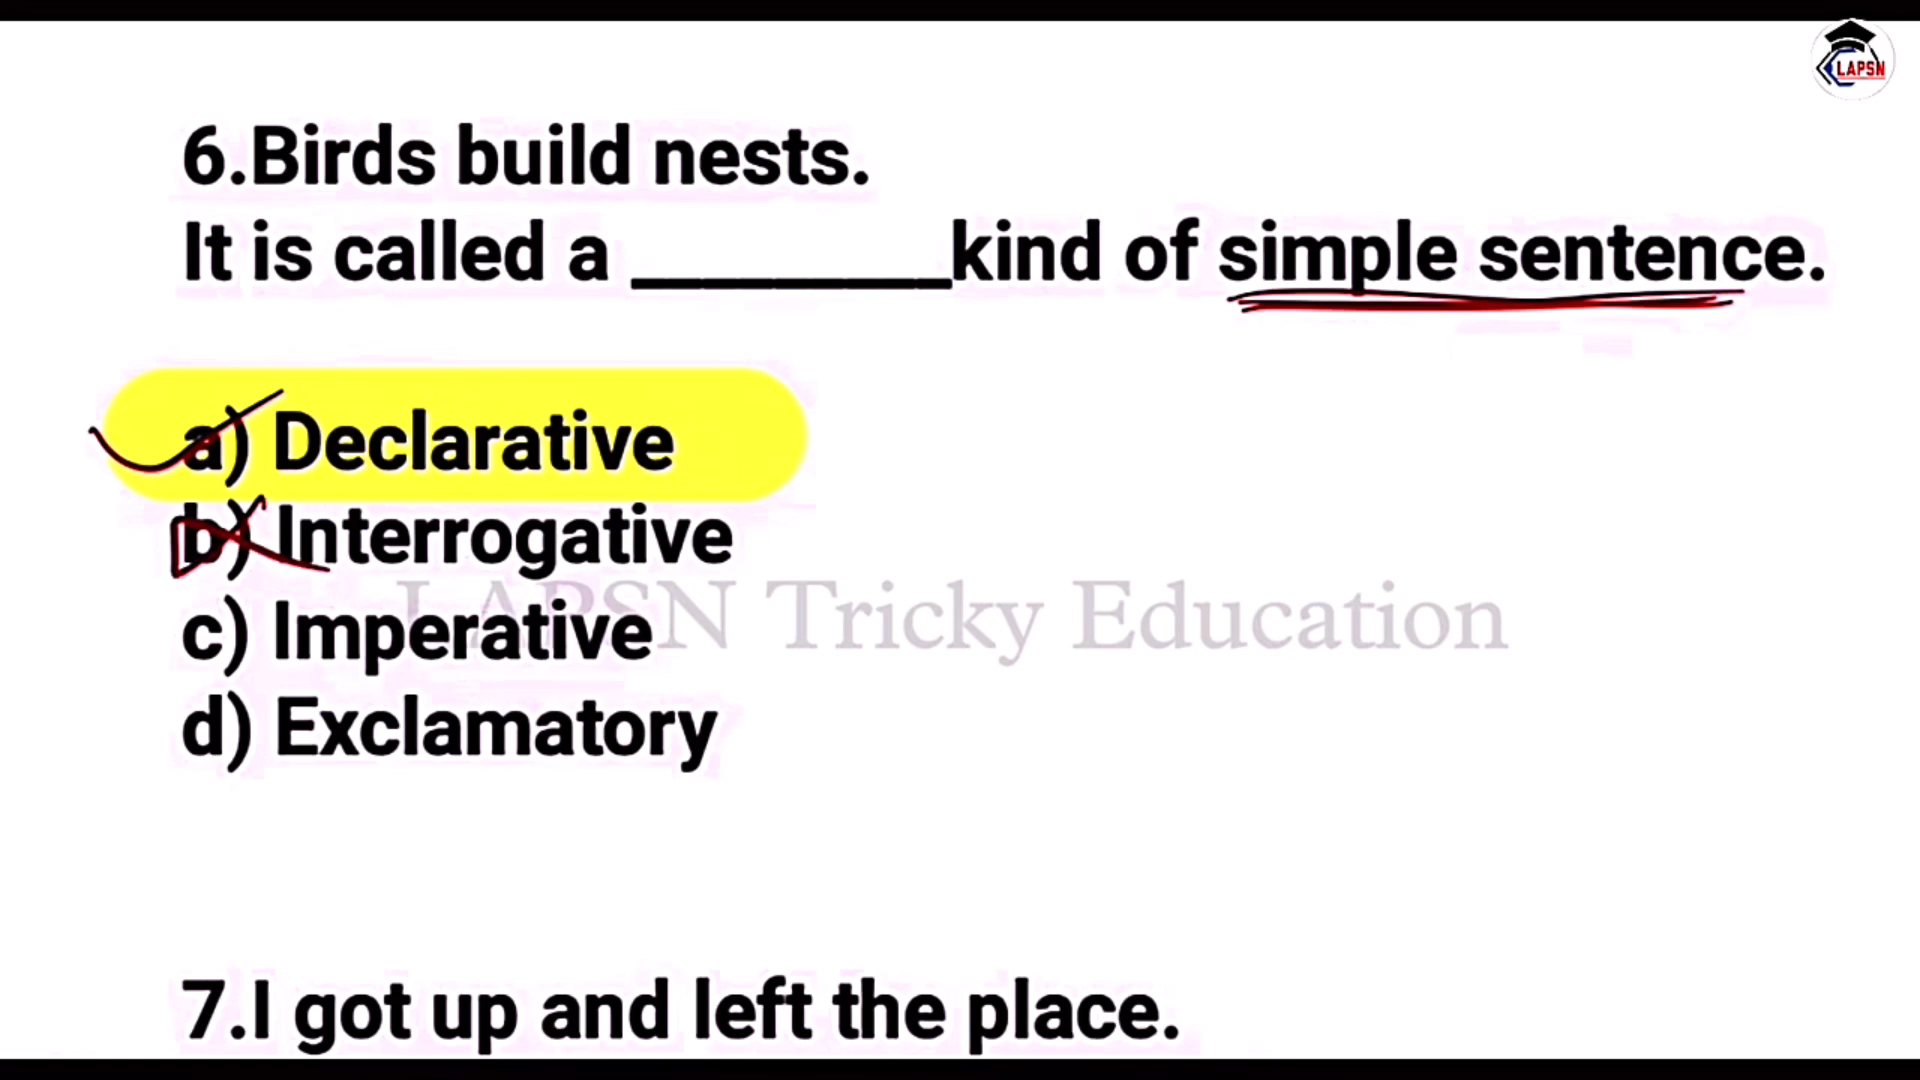 LAPSN
6.Birds build nests.
It is called a _________kind of simple sentence.
a) Declarative
b) Interrogative
LAPSN Tricky Education
c) Imperative
d) Exclamatory
7.I got up and left the place.